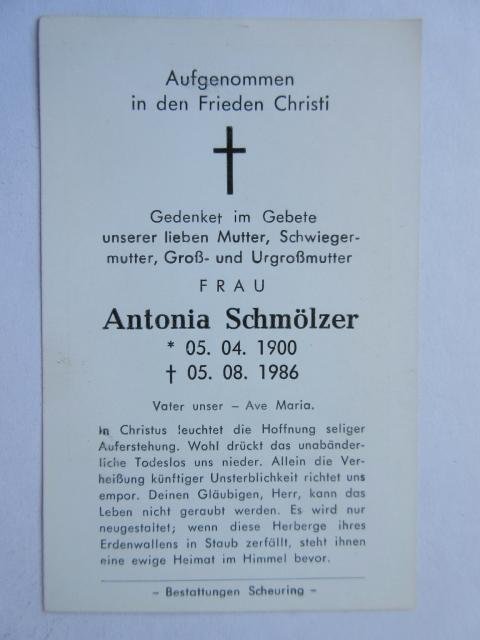 Aufgenommen
in den Frieden Christi
Gedenket im Gebete
unserer lieben Mutter, Schwieger-
mutter, Groß- und Urgroßmutter
FRAU
Antonia Schmölzer
* 05. 04. 1900
† 05. 08. 1986
Vater unser – Ave Maria.
In Christus leuchtet die Hoffnung seliger
Auferstehung. Wohl drückt das unabänder-
liche Todeslos uns nieder. Allein die Ver-
heißung künftiger Unsterblichkeit richtet uns
empor. Deinen Gläubigen, Herr, kann das
Leben nicht geraubt werden. Es wird nur
neugestaltet; wenn diese Herberge ihres
Erdenwallens in Staub zerfällt, steht ihnen
eine ewige Heimat im Himmel bevor.
– Bestattungen Scheuring –